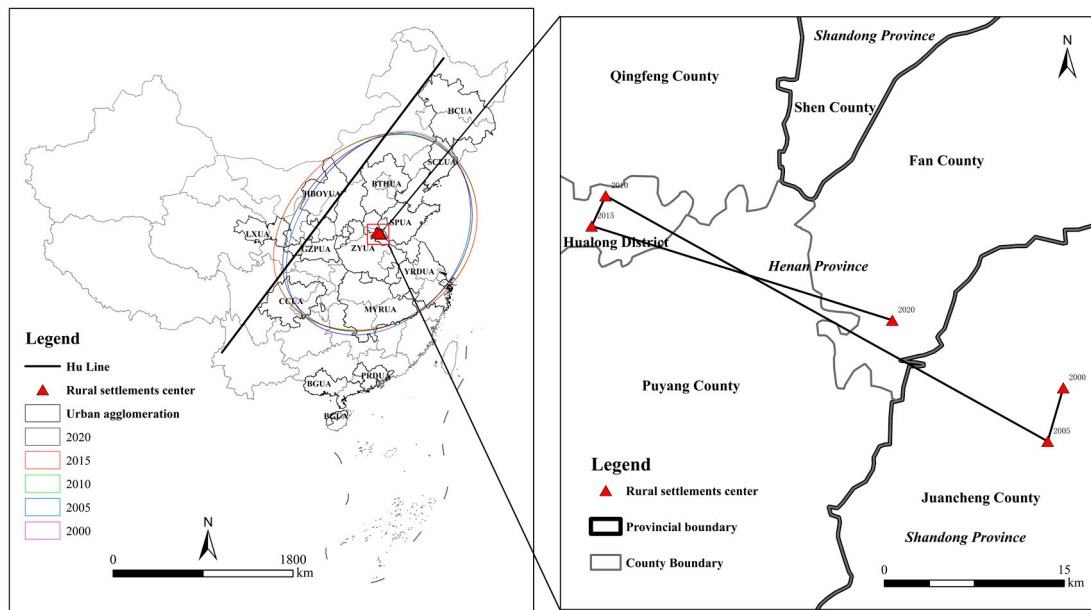 HCUA
SCLUA
BTHUA
HBOYUA
SPUA
LXUA
GZPUA
ZYUA
YRDUA
CCUA
MYRUA
PRDUA
BGUA
BGUA
Legend
Hu Line
Rural settlements center
Urban agglomeration
2020
2015
2010
2005
2000
N
0 1800
km
Shandong Province
N
Qingfeng County
Shen County
Fan County
2010
2015
Hualong District
Henan Province
2020
Puyang County
2000
2005
Legend
Rural settlements center
Juancheng County
Provincial boundary
Shandong Province
County Boundary
0 15
km